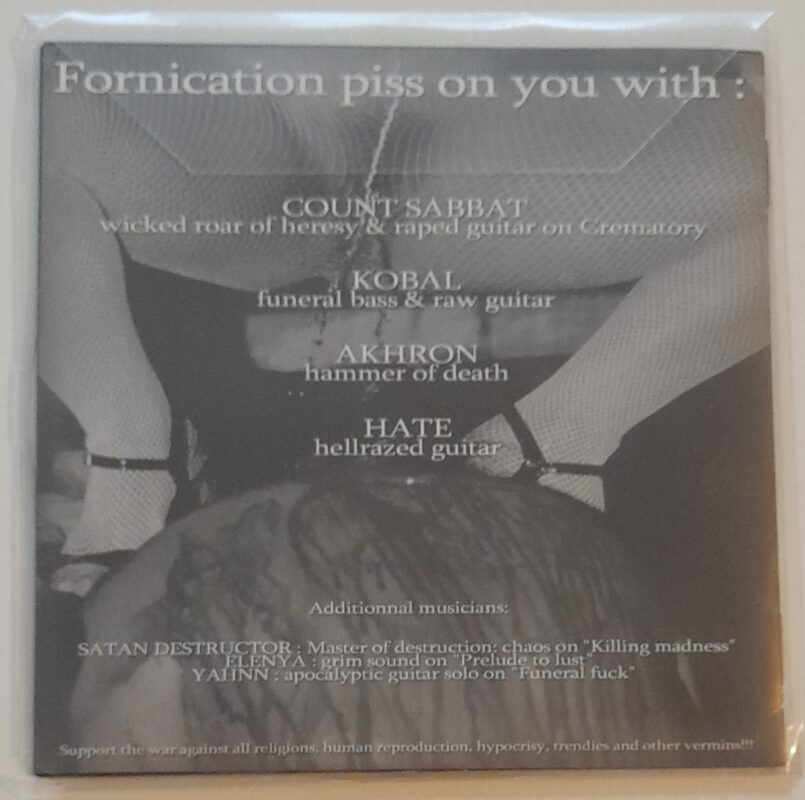 Fornication piss on you with :
COUNT SABBAT
wicked roar of heresy & raped guitar on Crematory
KOBAL
funeral bass & raw guitar
AKHRON
hammer of death
HATE
hellrazed guitar
Additionnal musicians:
SATAN DESTRUCTOR : Master of destruction: chaos on "Killing madness"
ELENYA : grim sound on "Prelude to lust"
YAHNN : apocalyptic guitar solo on "Funeral fuck"
Support the war against all religions, human reproduction, hypocrisy, trendies and other vermins!!!